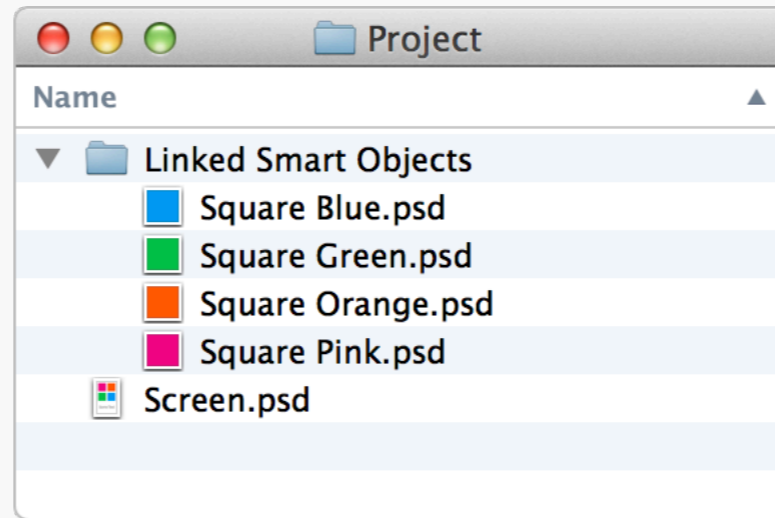 Project
Name
Linked Smart Objects
Square Blue.psd
Square Green.psd
Square Orange.psd
Square Pink.psd
Screen.psd